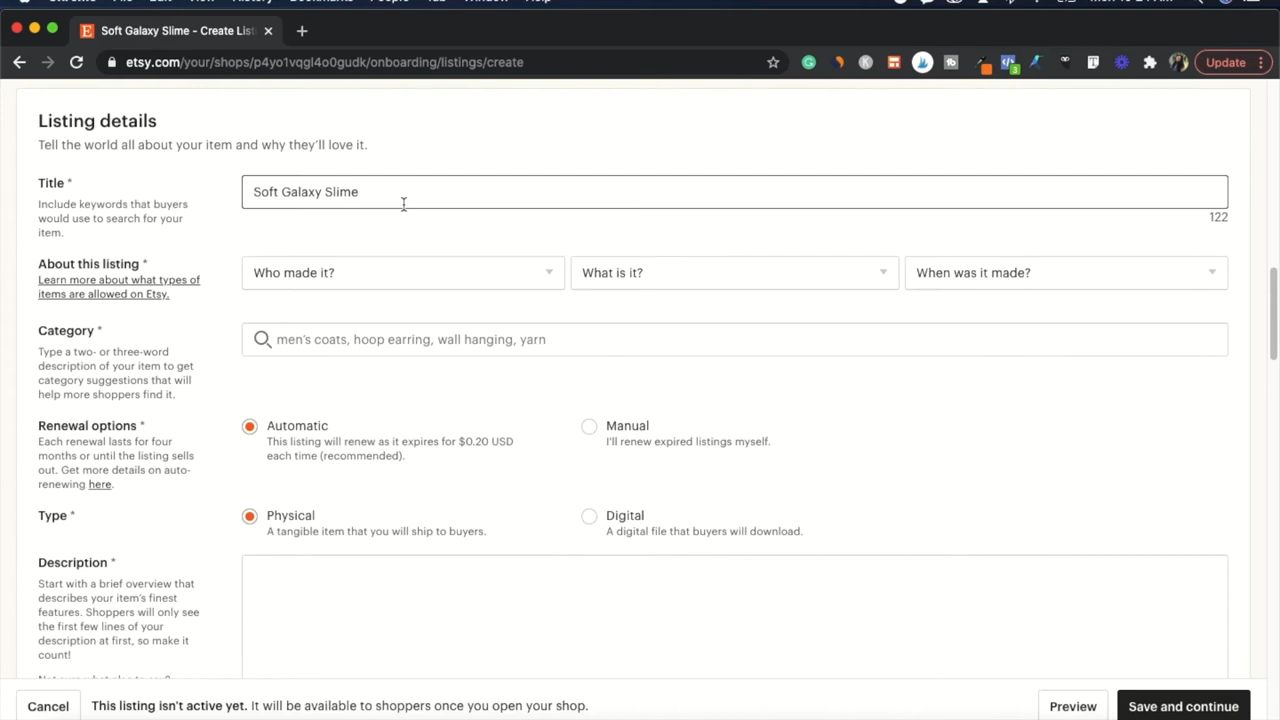 Soft Galaxy Slime - Create List
etsy.com/your/shops/p4yo1vqgl4o0gudk/onboarding/listings/create
Update
Listing details
Tell the world all about your item and why they'll love it.
Title *
Include keywords that buyers
would use to search for your
item.
Soft Galaxy Slime
122
About this listing *
Learn more about what types of
items are allowed on Etsy.
Who made it?
What is it?
When was it made?
Category *
Type a two- or three-word
description of your item to get
category suggestions that will
help more shoppers find it.
men's coats, hoop earring, wall hanging, yarn
Renewal options *
Each renewal lasts for four
months or until the listing sells
out. Get more details on auto-
renewing here.
Automatic
This listing will renew as it expires for $0.20 USD
each time (recommended).
Manual
I'll renew expired listings myself.
Type *
Physical
A tangible item that you will ship to buyers.
Digital
A digital file that buyers will download.
Description *
Start with a brief overview that
describes your item's finest
features. Shoppers will only see
the first few lines of your
description at first, so make it
count!
Cancel
This listing isn't active yet. It will be available to shoppers once you open your shop.
Preview
Save and continue